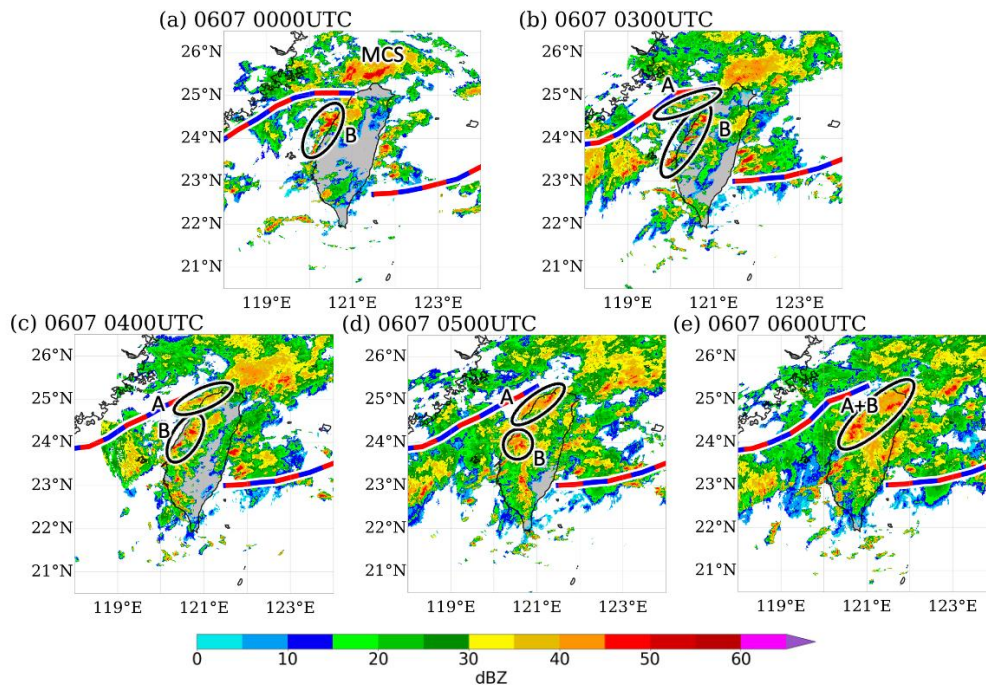 (a) 0607 0000UTC
26°N
25°N
24°N
23°N
22°N
21°N
119°E
121°E
123°E
MCS
B
(b) 0607 0300UTC
26°N
25°N
24°N
23°N
22°N
21°N
119°E
121°E
123°E
A
B
(c) 0607 0400UTC
26°N
25°N
24°N
23°N
22°N
21°N
119°E
121°E
123°E
A
B
(d) 0607 0500UTC
26°N
25°N
24°N
23°N
22°N
21°N
119°E
121°E
123°E
A
B
(e) 0607 0600UTC
26°N
25°N
24°N
23°N
22°N
21°N
119°E
121°E
123°E
A+B
0 10 20 30 40 50 60
dBZ